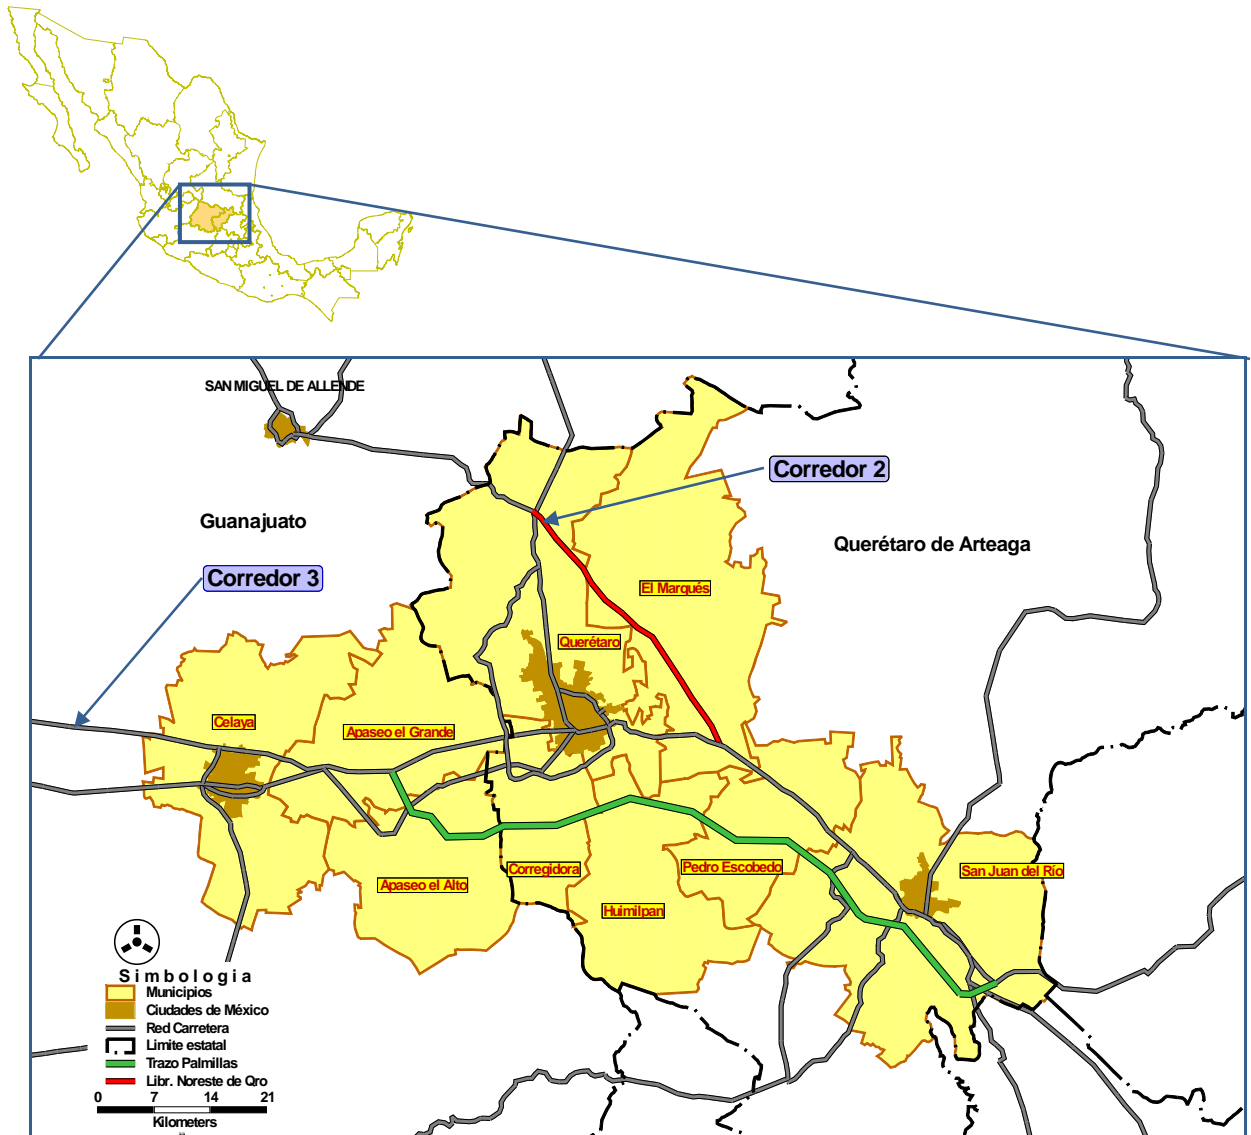 SAN MIGUEL DE ALLENDE
Corredor 2
Guanajuato
Querétaro de Arteaga
Corredor 3
El Marqués
Querétaro
Celaya
Apaseo el Grande
Corregidora
Pedro Escobedo
San Juan del Río
Apaseo el Alto
Huimilpan
Simbologia
Municipios
Ciudades de México
Red Carretera
Limite estatal
Trazo Palmillas
Libr. Noreste de Qro
0 7 14 21
Kilometers